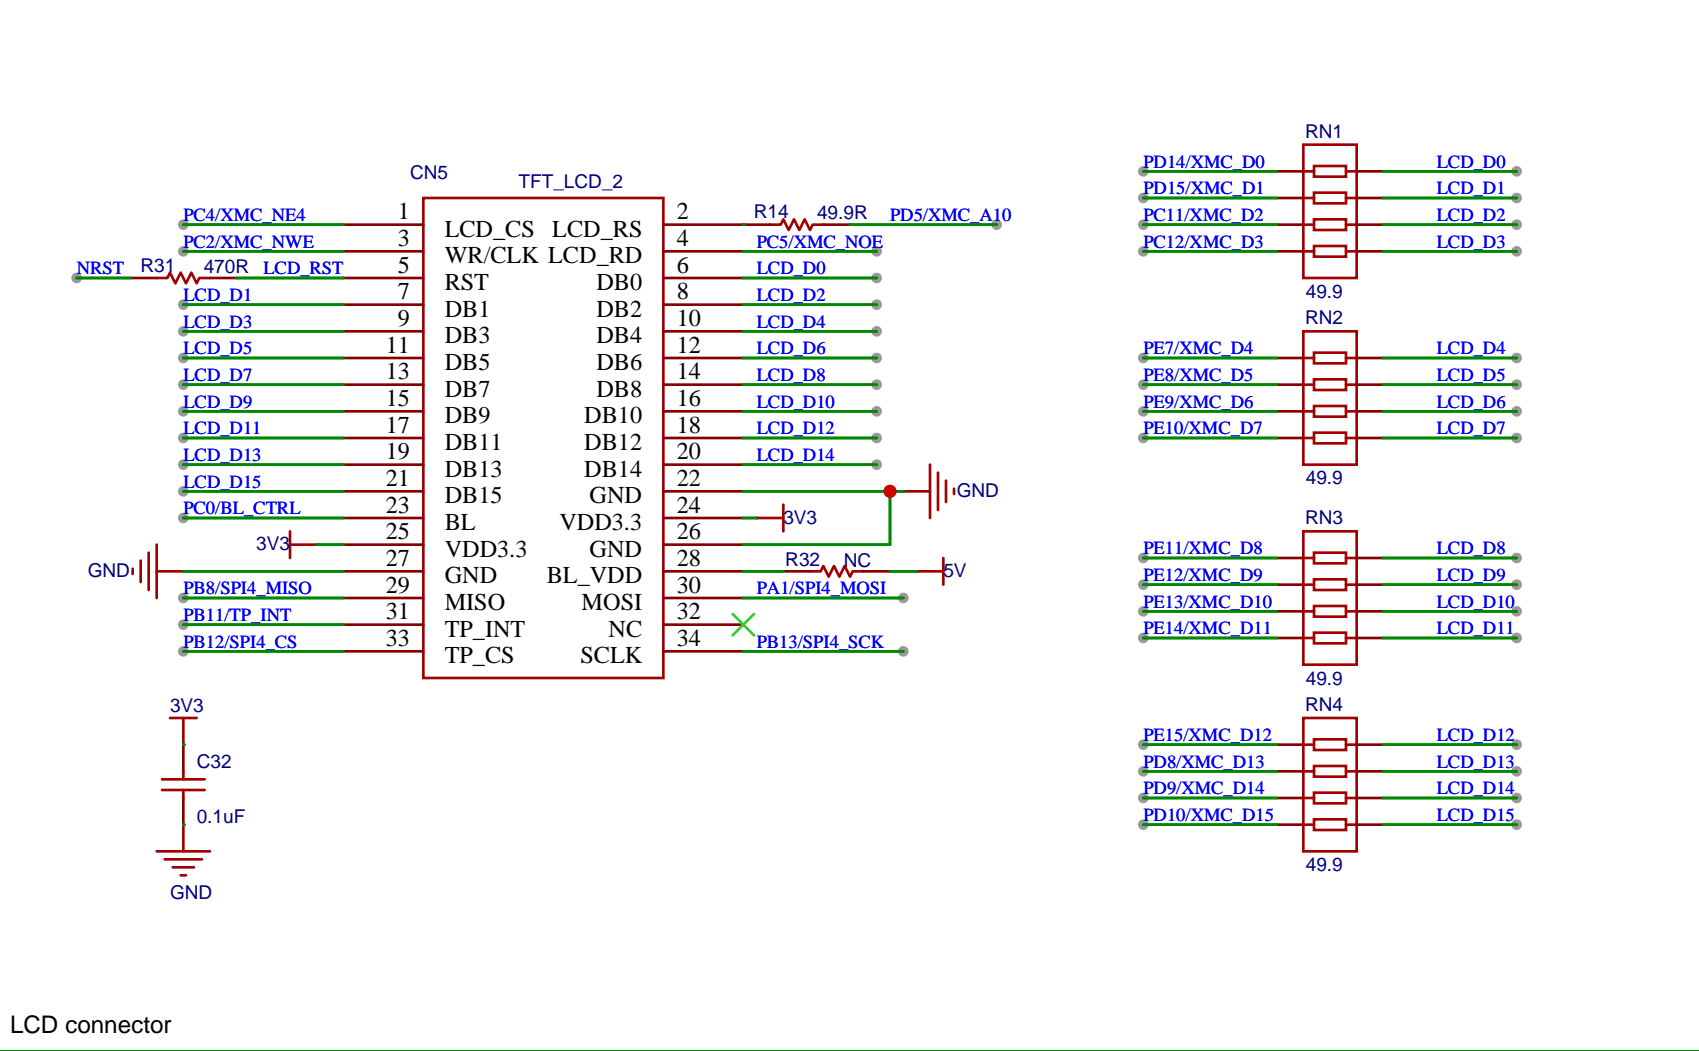 CN5
TFT_LCD_2
PC4/XMC_NE4 1 LCD_CS LCD_RS 2 R14 49.9R PD5/XMC_A10
PC2/XMC_NWE 3 WR/CLK LCD_RD 4 PC5/XMC_NOE
NRST R31 470R LCD_RST 5 RST DB0 6 LCD_D0
LCD_D1 7 DB1 DB2 8 LCD_D2
LCD_D3 9 DB3 DB4 10 LCD_D4
LCD_D5 11 DB5 DB6 12 LCD_D6
LCD_D7 13 DB7 DB8 14 LCD_D8
LCD_D9 15 DB9 DB10 16 LCD_D10
LCD_D11 17 DB11 DB12 18 LCD_D12
LCD_D13 19 DB13 DB14 20 LCD_D14
LCD_D15 21 DB15 GND 22 GND
PC0/BL_CTRL 23 BL VDD3.3 24 3V3
3V3 25 VDD3.3 GND 26
GND 27 GND BL_VDD 28 R32 NC 5V
PB8/SPI4_MISO 29 MISO MOSI 30 PA1/SPI4_MOSI
PB11/TP_INT 31 TP_INT NC 32
PB12/SPI4_CS 33 TP_CS SCLK 34 PB13/SPI4_SCK
3V3
C32
0.1uF
GND
RN1
PD14/XMC_D0 LCD_D0
PD15/XMC_D1 LCD_D1
PC11/XMC_D2 LCD_D2
PC12/XMC_D3 LCD_D3
49.9
RN2
PE7/XMC_D4 LCD_D4
PE8/XMC_D5 LCD_D5
PE9/XMC_D6 LCD_D6
PE10/XMC_D7 LCD_D7
49.9
RN3
PE11/XMC_D8 LCD_D8
PE12/XMC_D9 LCD_D9
PE13/XMC_D10 LCD_D10
PE14/XMC_D11 LCD_D11
49.9
RN4
PE15/XMC_D12 LCD_D12
PD8/XMC_D13 LCD_D13
PD9/XMC_D14 LCD_D14
PD10/XMC_D15 LCD_D15
49.9
LCD connector